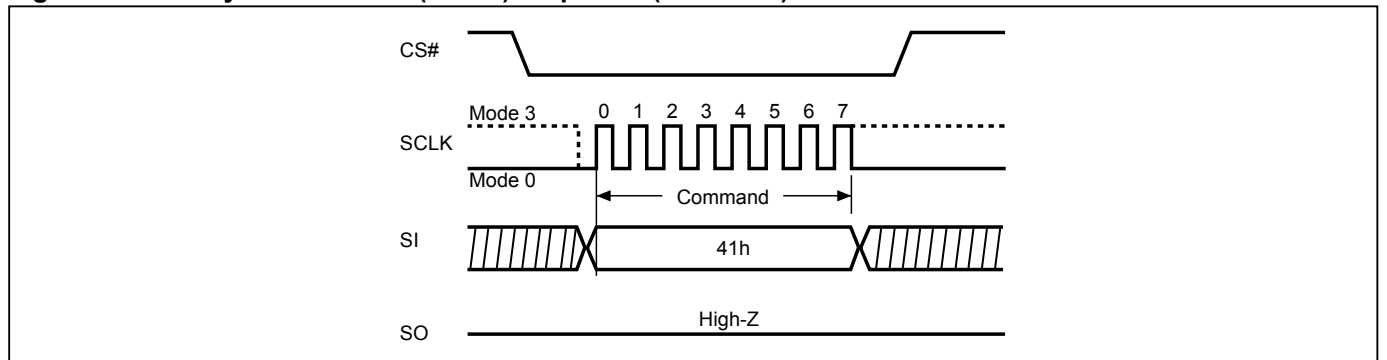 CS#
Mode 3
0 1 2 3 4 5 6 7
SCLK
Mode 0
Command
SI
41h
High-Z
SO